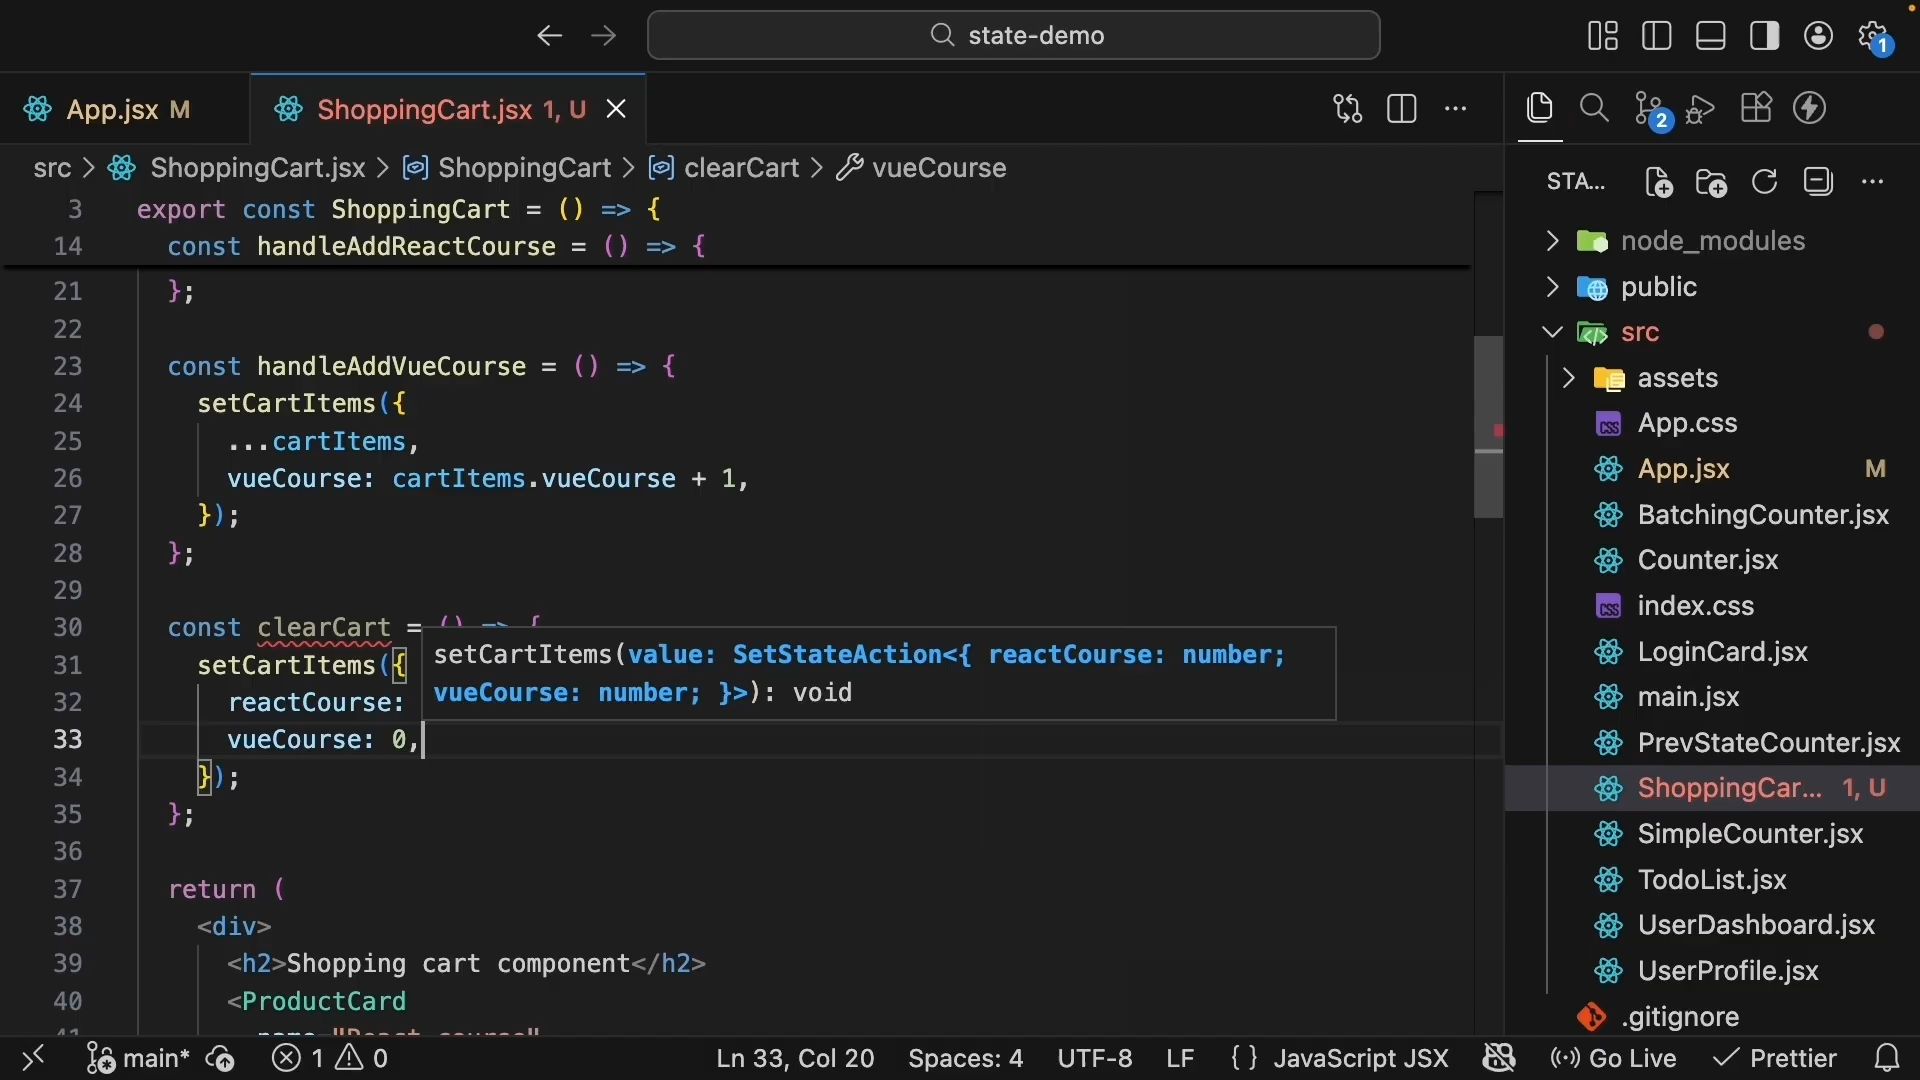 state-demo
1
App.jsx M
ShoppingCart.jsx 1, U
2
src > ShoppingCart.jsx > ShoppingCart > clearCart > vueCourse
STA...
3 export const ShoppingCart = () => {
14 const handleAddReactCourse = () => {
21 };
22
23 const handleAddVueCourse = () => {
24 setCartItems({
25 ...cartItems,
26 vueCourse: cartItems.vueCourse + 1,
27 });
28 };
29
30 const clearCart = () => {
31 setCartItems({
32 reactCourse:
33 vueCourse: 0,
34 });
35 };
36
37 return (
38 <div>
39 <h2>Shopping cart component</h2>
40 <ProductCard
41 name="React course"
setCartItems(value: SetStateAction<{ reactCourse: number;
vueCourse: number; }>): void
node_modules
public
src
assets
App.css
App.jsx M
BatchingCounter.jsx
Counter.jsx
index.css
LoginCard.jsx
main.jsx
PrevStateCounter.jsx
ShoppingCar... 1, U
SimpleCounter.jsx
TodoList.jsx
UserDashboard.jsx
UserProfile.jsx
.gitignore
main* 1 0 Ln 33, Col 20 Spaces: 4 UTF-8 LF { } JavaScript JSX Go Live Prettier